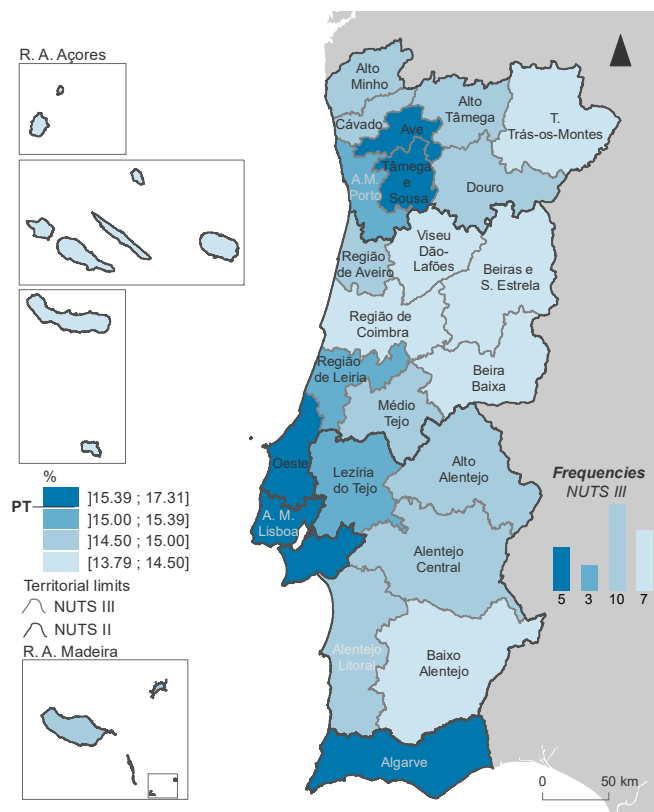 R. A. Açores
Alto
Minho
Alto
Tâmega
T.
Trás-os-Montes
Cávado
Ave
Tâmega
e
Sousa
A.M.
Porto
Douro
Viseu
Dão-
Lafões
Região
de Aveiro
Beiras e
S. Estrela
Região de
Coimbra
Região
de Leiria
Beira
Baixa
Médio
Tejo
Oeste
Lezíria
do Tejo
Alto
Alentejo
A. M.
Lisboa
Alentejo
Central
Alentejo
Litoral
Baixo
Alentejo
Algarve
%
PT
]15.39 ; 17.31]
]15.00 ; 15.39]
]14.50 ; 15.00]
[13.79 ; 14.50]
Territorial limits
NUTS III
NUTS II
R. A. Madeira
Frequencies
NUTS III
5 3 10 7
0 50 km